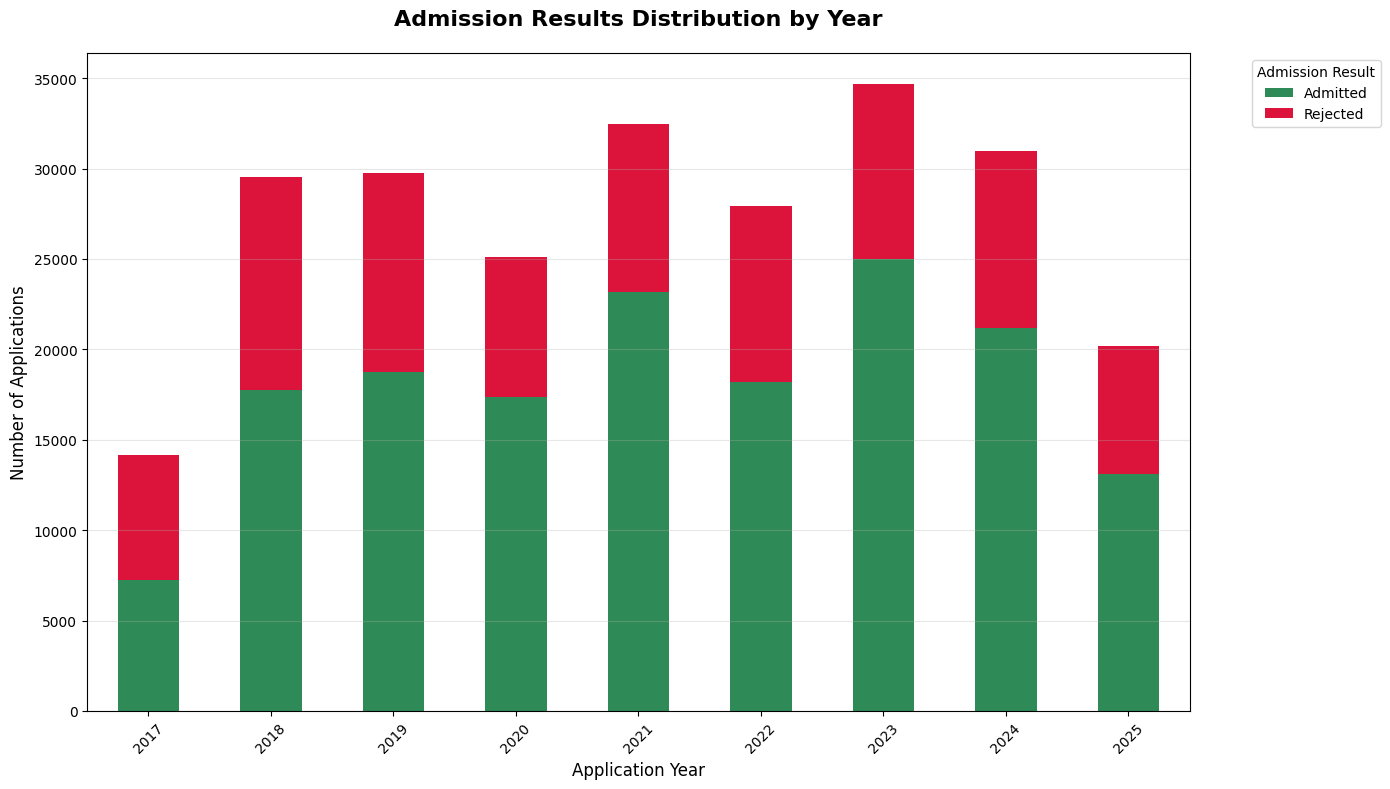 Admission Results Distribution by Year
Number of Applications
35000
30000
25000
20000
15000
10000
5000
0
2017
2018
2019
2020
2021
2022
2023
2024
2025
Application Year
Admission Result
Admitted
Rejected